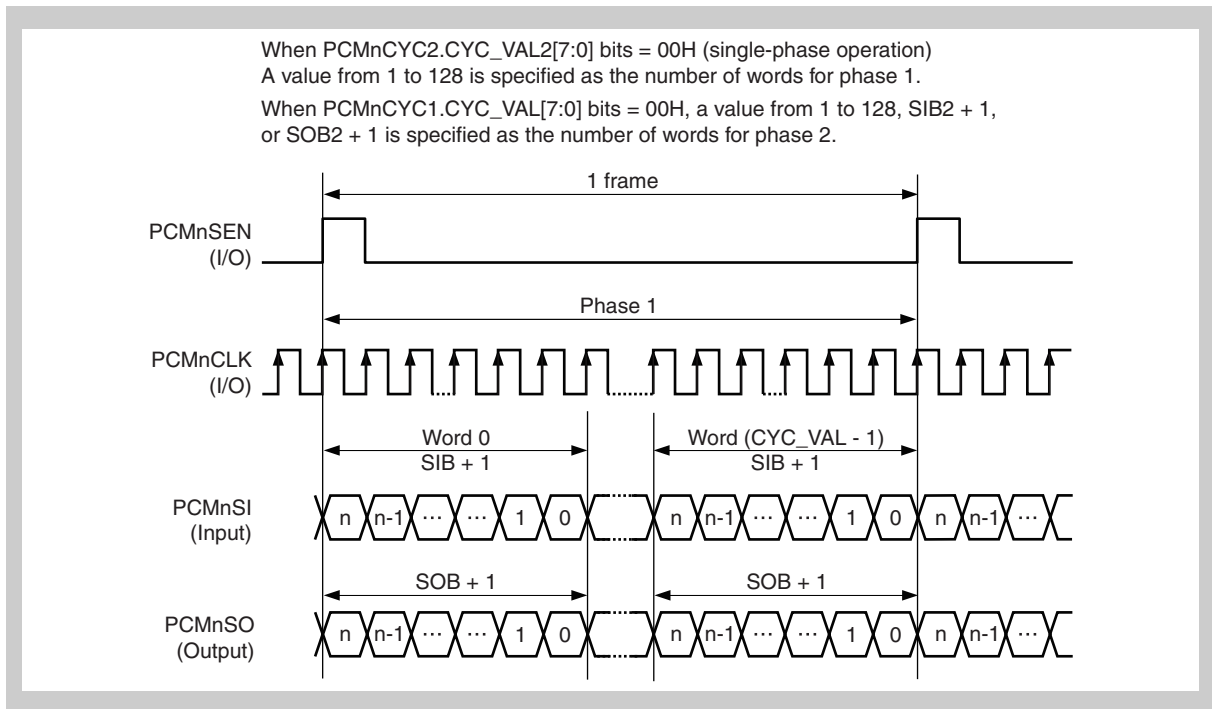 When PCMnCYC2.CYC_VAL2[7:0] bits = 00H (single-phase operation)
A value from 1 to 128 is specified as the number of words for phase 1.
When PCMnCYC1.CYC_VAL[7:0] bits = 00H, a value from 1 to 128, SIB2 + 1,
or SOB2 + 1 is specified as the number of words for phase 2.
1 frame
PCMnSEN
(I/O)
Phase 1
PCMnCLK
(I/O)
Word 0
SIB + 1
Word (CYC_VAL - 1)
SIB + 1
PCMnSI
(Input)
n n-1 ... ... 1 0 n n-1 ... ... 1 0 n n-1 ...
SOB + 1
SOB + 1
PCMnSO
(Output)
n n-1 ... ... 1 0 n n-1 ... ... 1 0 n n-1 ...